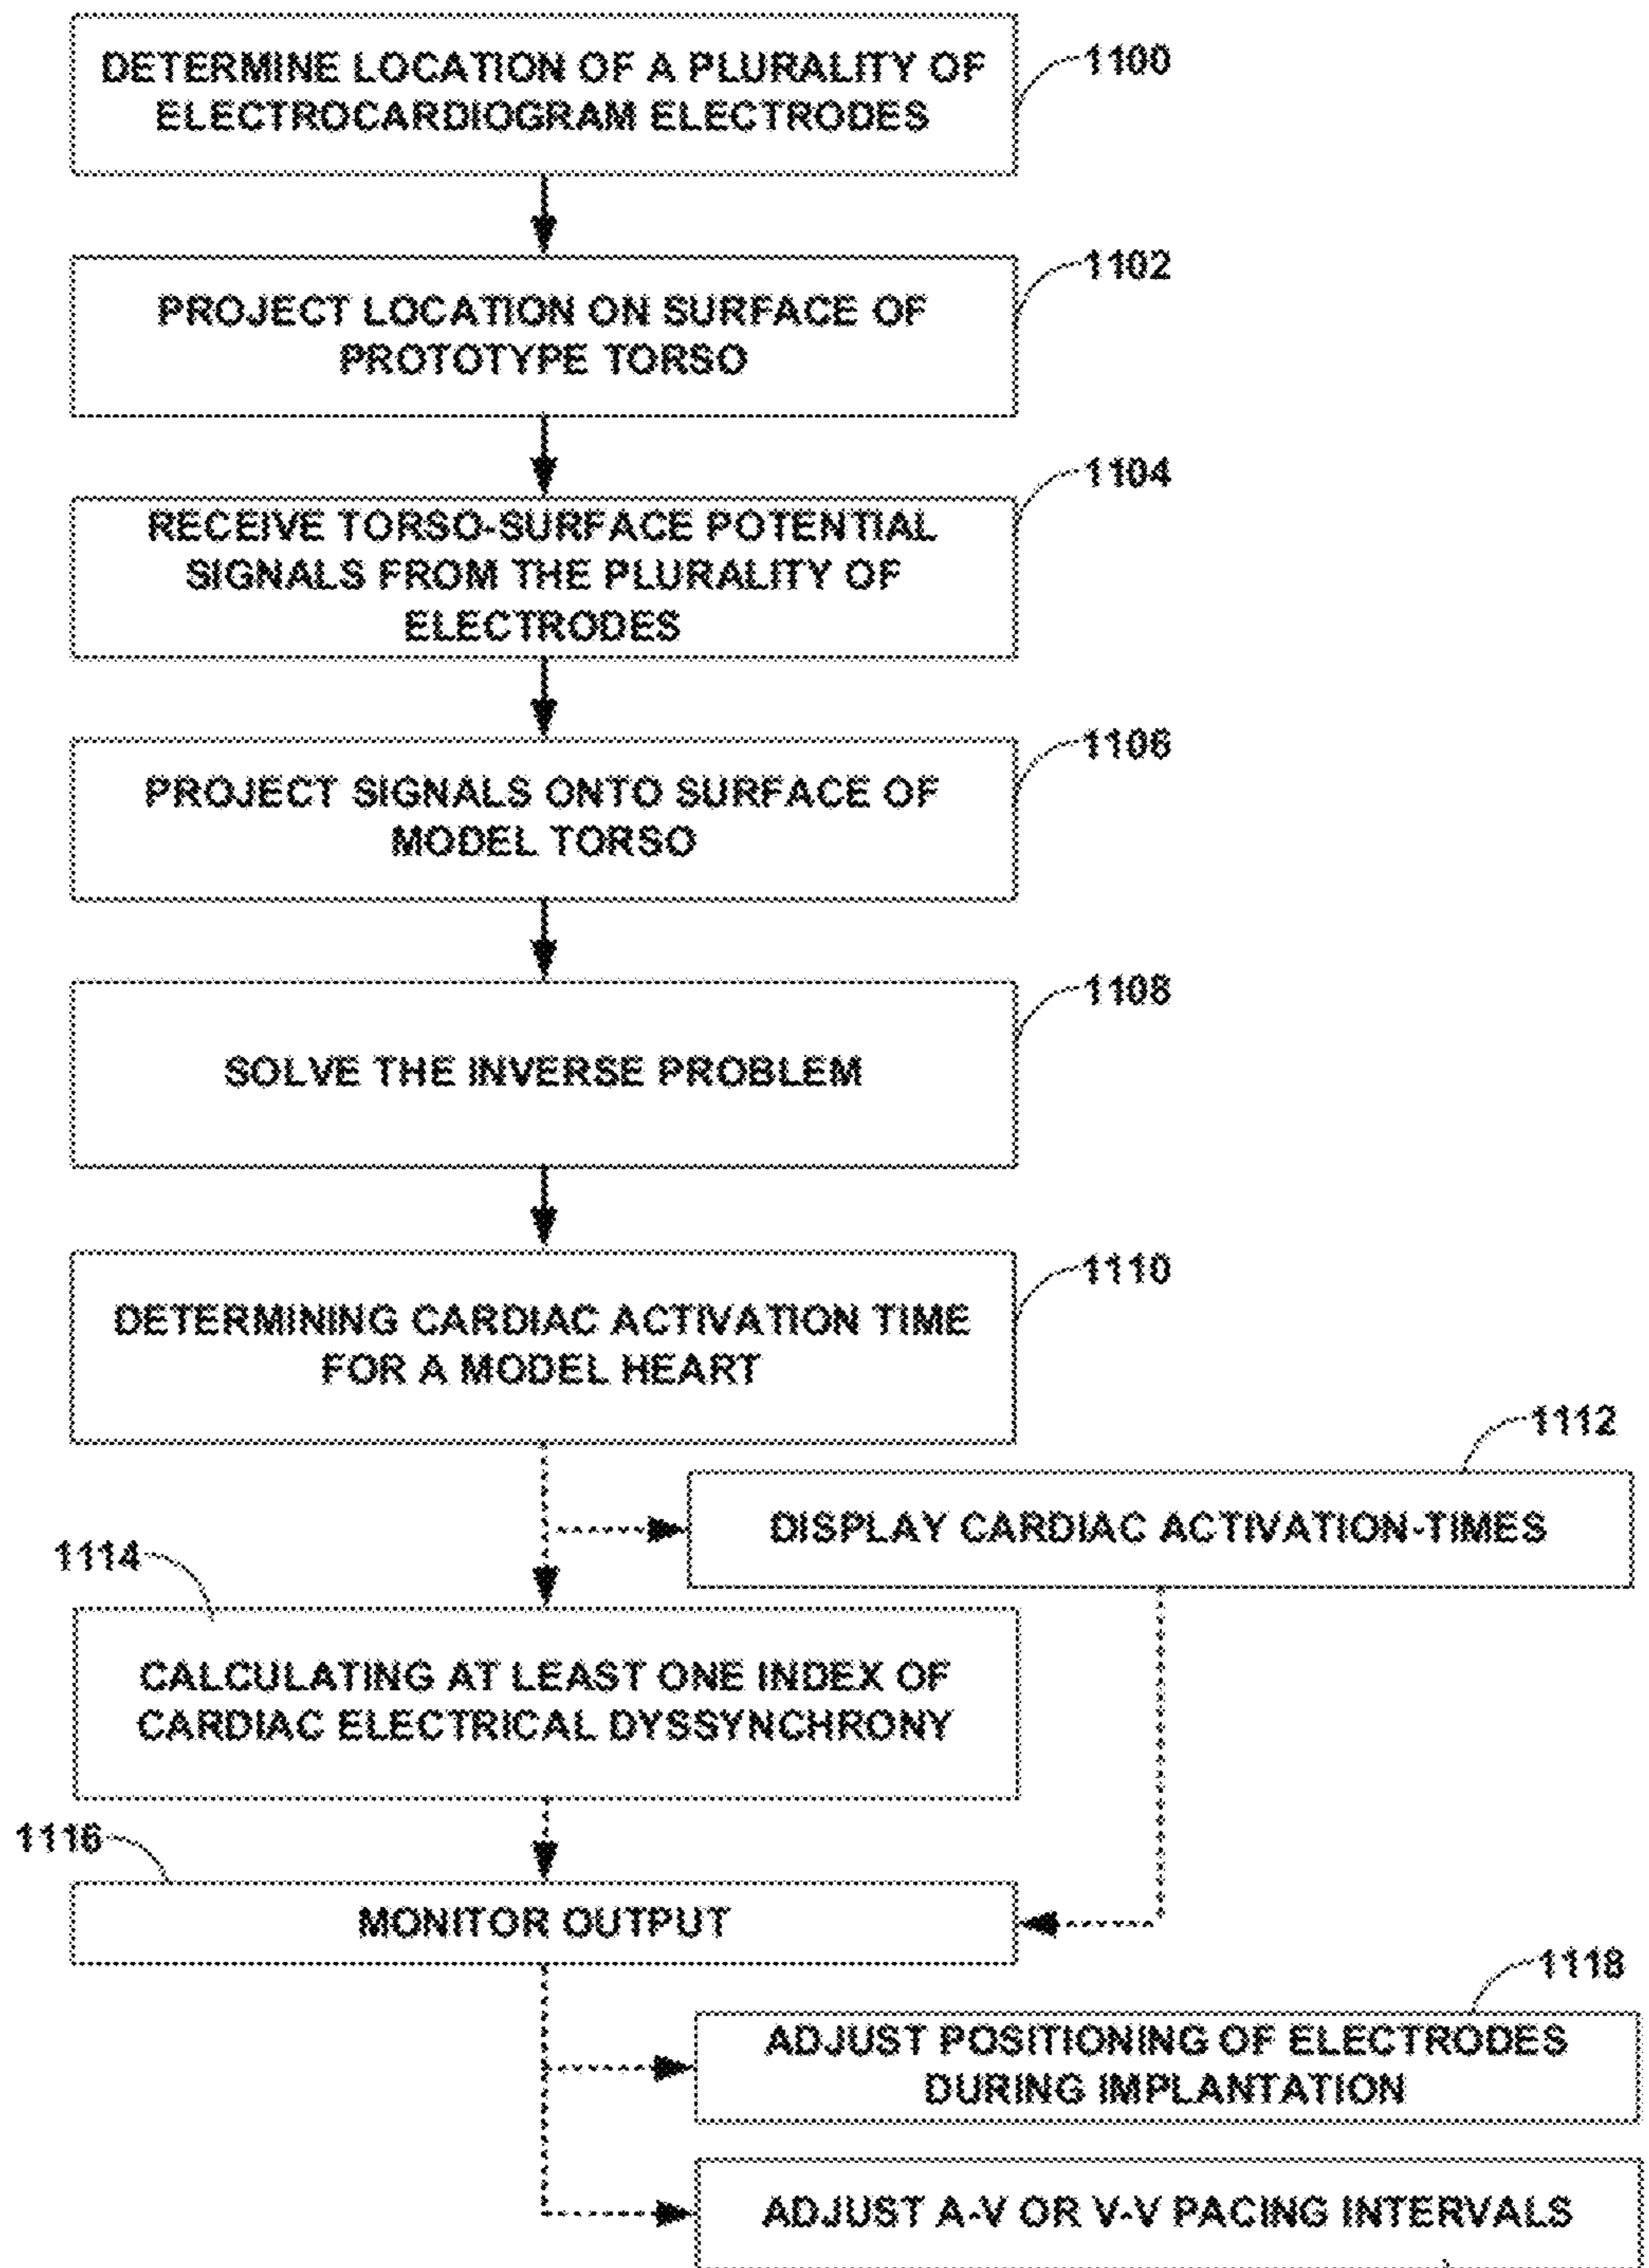 DETERMINE LOCATION OF A PLURALITY OF
ELECTROCARDIOGRAM ELECTRODES
1100
PROJECT LOCATION ON SURFACE OF
PROTOTYPE TORSO
1102
RECEIVE TORSO-SURFACE POTENTIAL
SIGNALS FROM THE PLURALITY OF
ELECTRODES
1104
PROJECT SIGNALS ONTO SURFACE OF
MODEL TORSO
1106
SOLVE THE INVERSE PROBLEM
1108
DETERMINING CARDIAC ACTIVATION TIME
FOR A MODEL HEART
1110
DISPLAY CARDIAC ACTIVATION-TIMES
1112
1114
CALCULATING AT LEAST ONE INDEX OF
CARDIAC ELECTRICAL DYSSYNCHRONY
1116
MONITOR OUTPUT
1118
ADJUST POSITIONING OF ELECTRODES
DURING IMPLANTATION
ADJUST A-V OR V-V PACING INTERVALS